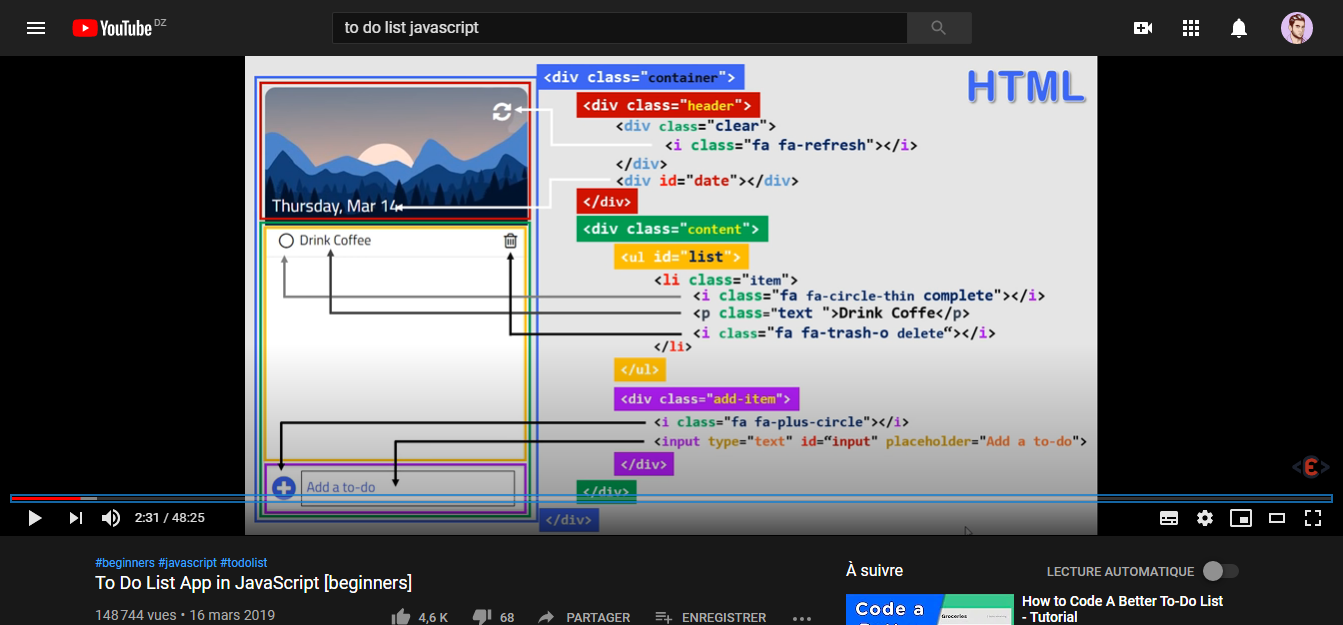 YouTube DZ
to do list javascript
HTML
<div class="container">
<div class="header">
<div class="clear">
<i class="fa fa-refresh"></i>
</div>
<div id="date"></div>
</div>
Thursday, Mar 14
<div class="content">
<ul id="list">
Drink Coffee
<li class="item">
<i class="fa fa-circle-thin complete"></i>
<p class="text ">Drink Coffe</p>
<i class="fa fa-trash-o delete“></i>
</li>
</ul>
<div class="add-item">
<i class="fa fa-plus-circle"></i>
<input type="text" id=“input" placeholder="Add a to-do">
</div>
Add a to-do
</div>
</div>
<E>
2:31 / 48:25
#beginners #javascript #todolist
To Do List App in JavaScript [beginners]
148 744 vues • 16 mars 2019
4,6 K
68
PARTAGER
ENREGISTRER
À suivre
LECTURE AUTOMATIQUE
Code a
Groceries
How to Code A Better To-Do List
- Tutorial